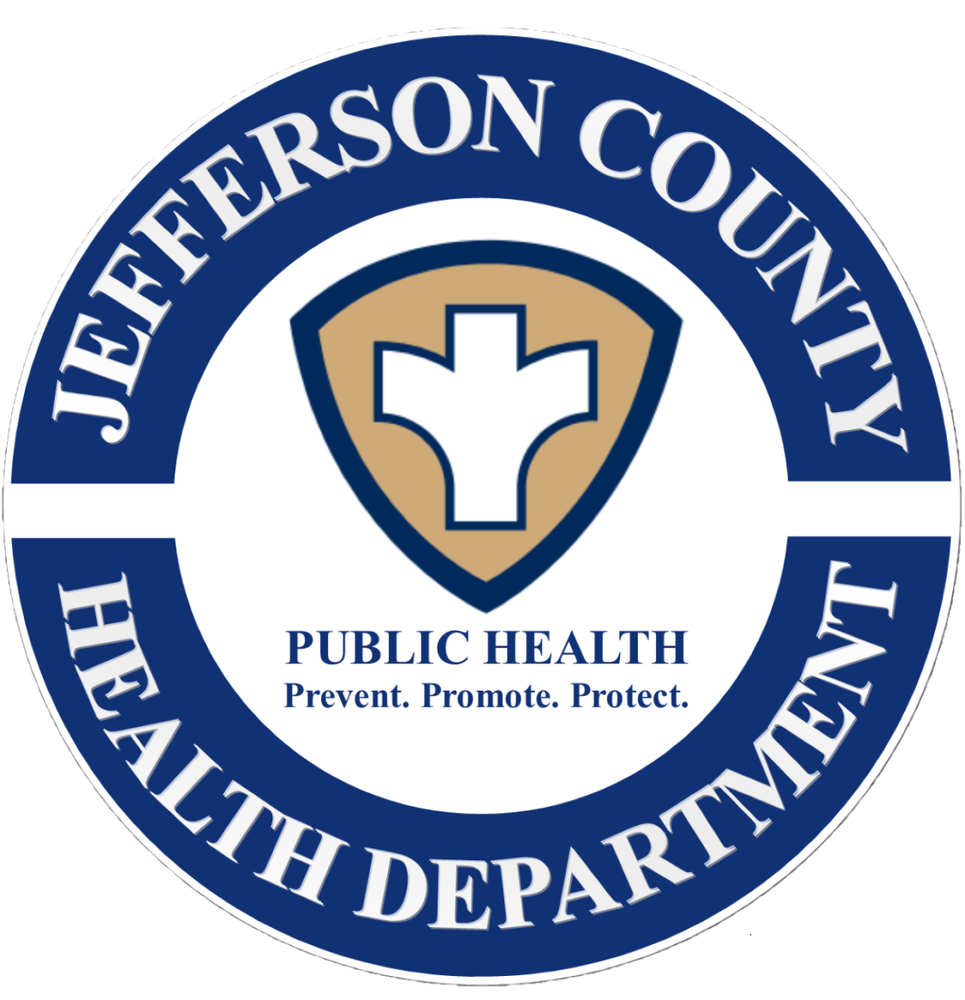 JEFFERSON COUNTY
PUBLIC HEALTH
Prevent. Promote. Protect.
HEALTH DEPARTMENT